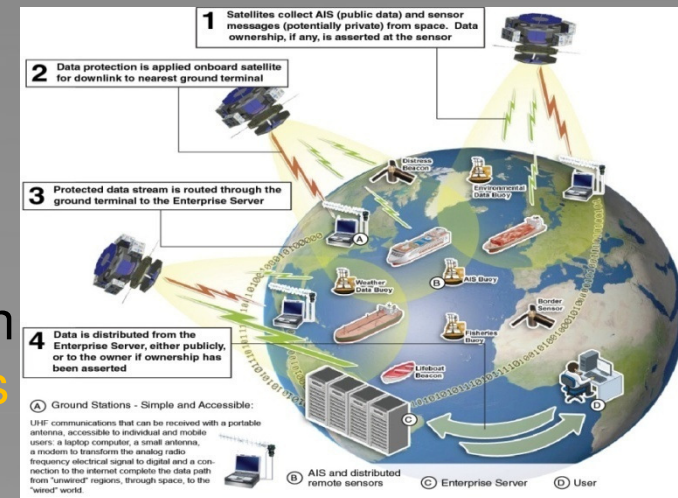 1 Satellites collect AIS (public data) and sensor
messages (potentially private) from space. Data
ownership, if any, is asserted at the sensor
2 Data protection is applied onboard satellite
for downlink to nearest ground terminal
3 Protected data stream is routed through the
ground terminal to the Enterprise Server
4 Data is distributed from the
Enterprise Server, either publicly,
or to the owner if ownership has
been asserted
Distress
Beacon
Environmental
Data Buoy
A
Weather
Data Buoy
B AIS Buoy
Border
Sensor
Fisheries
Buoy
Lifeboat
Beacon
C
D
A Ground Stations - Simple and Accessible:
UHF communications that can be received with a portable
antenna, accessible to individual and mobile
users: a laptop computer, a small antenna,
a modem to transform the analog radio
frequency electrical signal to digital and a con-
nection to the internet complete the data path
from "unwired" regions, through space, to the
"wired" world.
B AIS and distributed
remote sensors
C Enterprise Server
D User